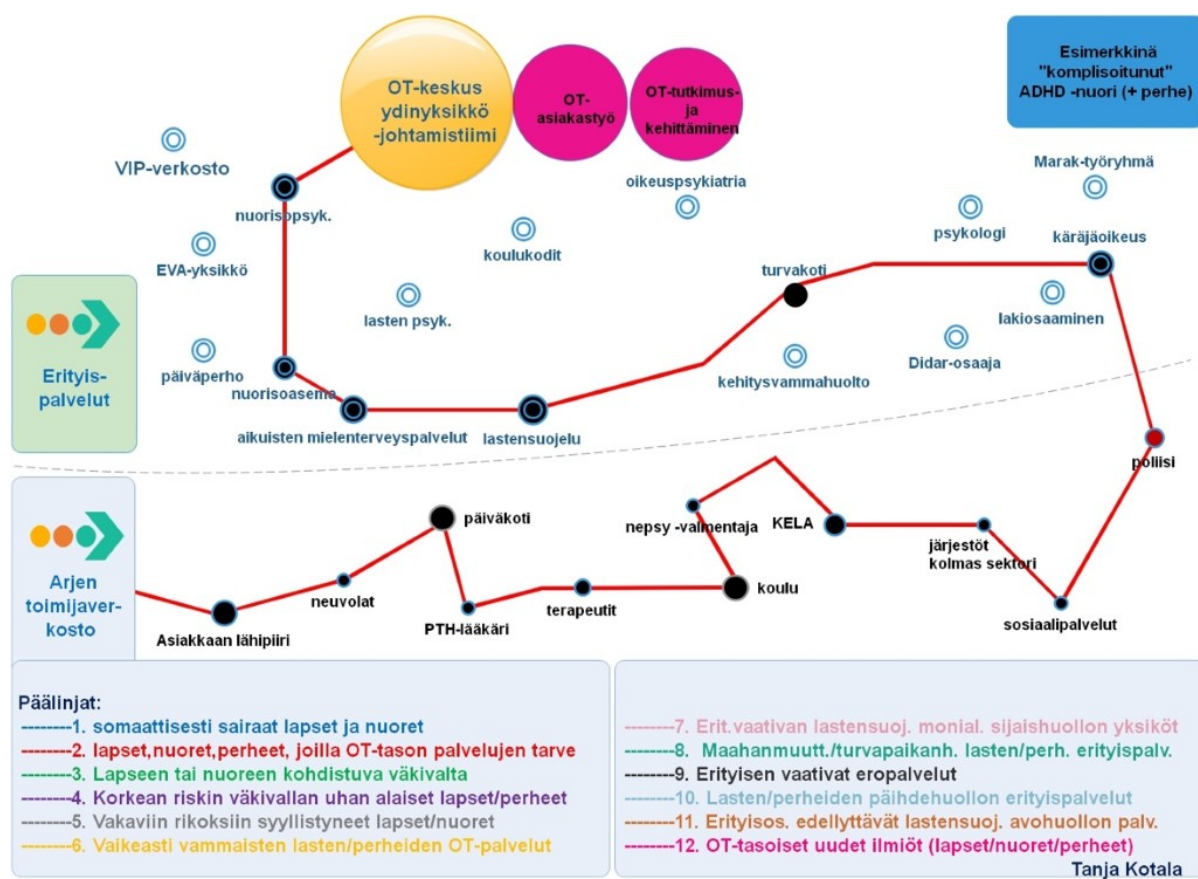 OT-keskus
ydinyksikkö
-johtamistiimi
OT-
asiakastyö
OT-tutkimus-
ja
kehittäminen
Esimerkkinä
"komplisoitunut"
ADHD -nuori (+ perhe)
VIP-verkosto
nuorisopsyk.
oikeuspsykiatria
Marak-työryhmä
EVA-yksikkö
koulukodit
psykologi
käräjäoikeus
turvakoti
lasten psyk.
lakiosaaminen
Erityis-
palvelut
päiväperho
nuorisoasema
kehitysvammahuolto
Didar-osaaja
aikuisten mielenterveyspalvelut
lastensuojelu
poliisi
päiväkoti
nepsy -valmentaja
KELA
järjestöt
kolmas sektori
Arjen
toimijaver-
kosto
neuvolat
PTH-lääkäri
terapeutit
koulu
Asiakkaan lähipiiri
sosiaalipalvelut
Päälinjat:
--------1. somaattisesti sairaat lapset ja nuoret
--------2. lapset,nuoret,perheet, joilla OT-tason palvelujen tarve
--------3. Lapseen tai nuoreen kohdistuva väkivalta
--------4. Korkean riskin väkivallan uhan alaiset lapset/perheet
--------5. Vakaviin rikoksiin syyllistyneet lapset/nuoret
--------6. Vaikeasti vammaisten lasten/perheiden OT-palvelut
--------7. Erit.vaativan lastensuoj. monial. sijaishuollon yksiköt
--------8. Maahanmuutt./turvapaikanh. lasten/perh. erityispalv.
--------9. Erityisen vaativat eropalvelut
--------10. Lasten/perheiden päihdehuollon erityispalvelut
--------11. Erityisos. edellyttävät lastensuoj. avohuollon palv.
--------12. OT-tasoiset uudet ilmiöt (lapset/nuoret/perheet)
Tanja Kotala